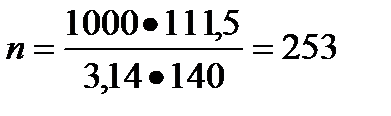 n = 1000●111,5 / 3,14●140 = 253